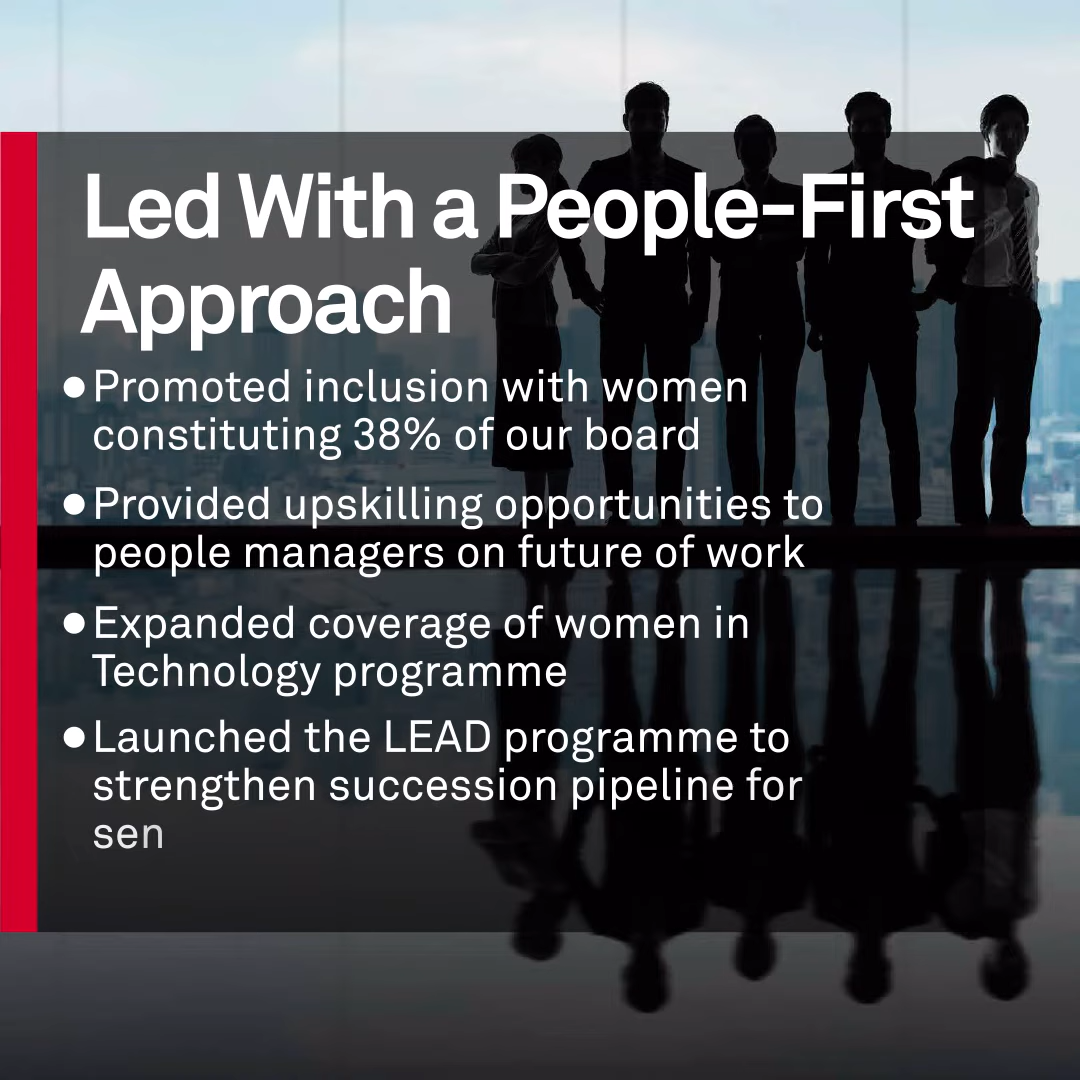 Led With a People-First
Approach
●Promoted inclusion with women
constituting 38% of our board
●Provided upskilling opportunities to
people managers on future of work
●Expanded coverage of women in
Technology programme
●Launched the LEAD programme to
strengthen succession pipeline for
sen